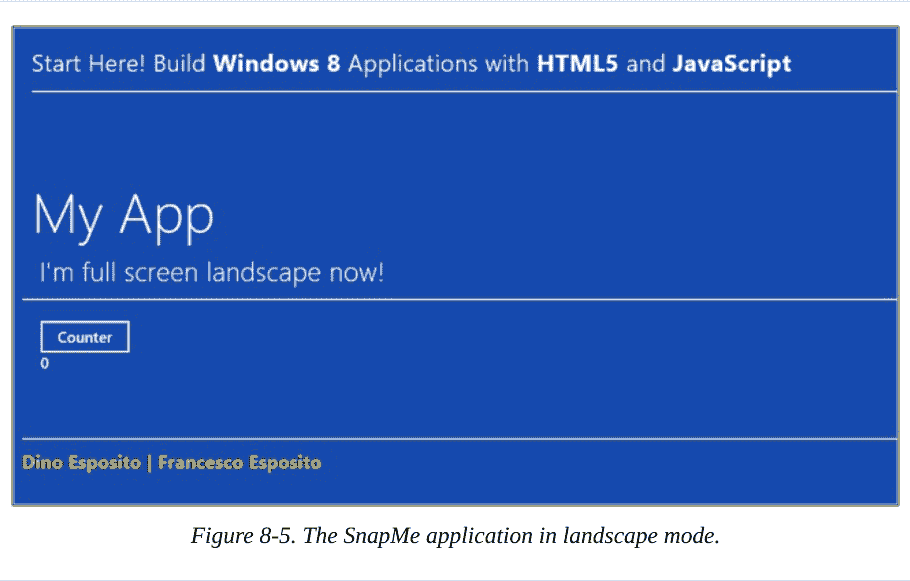 Start Here! Build Windows 8 Applications with HTML5 and JavaScript
My App
I'm full screen landscape now!
Counter
0
Dino Esposito | Francesco Esposito
Figure 8-5. The SnapMe application in landscape mode.